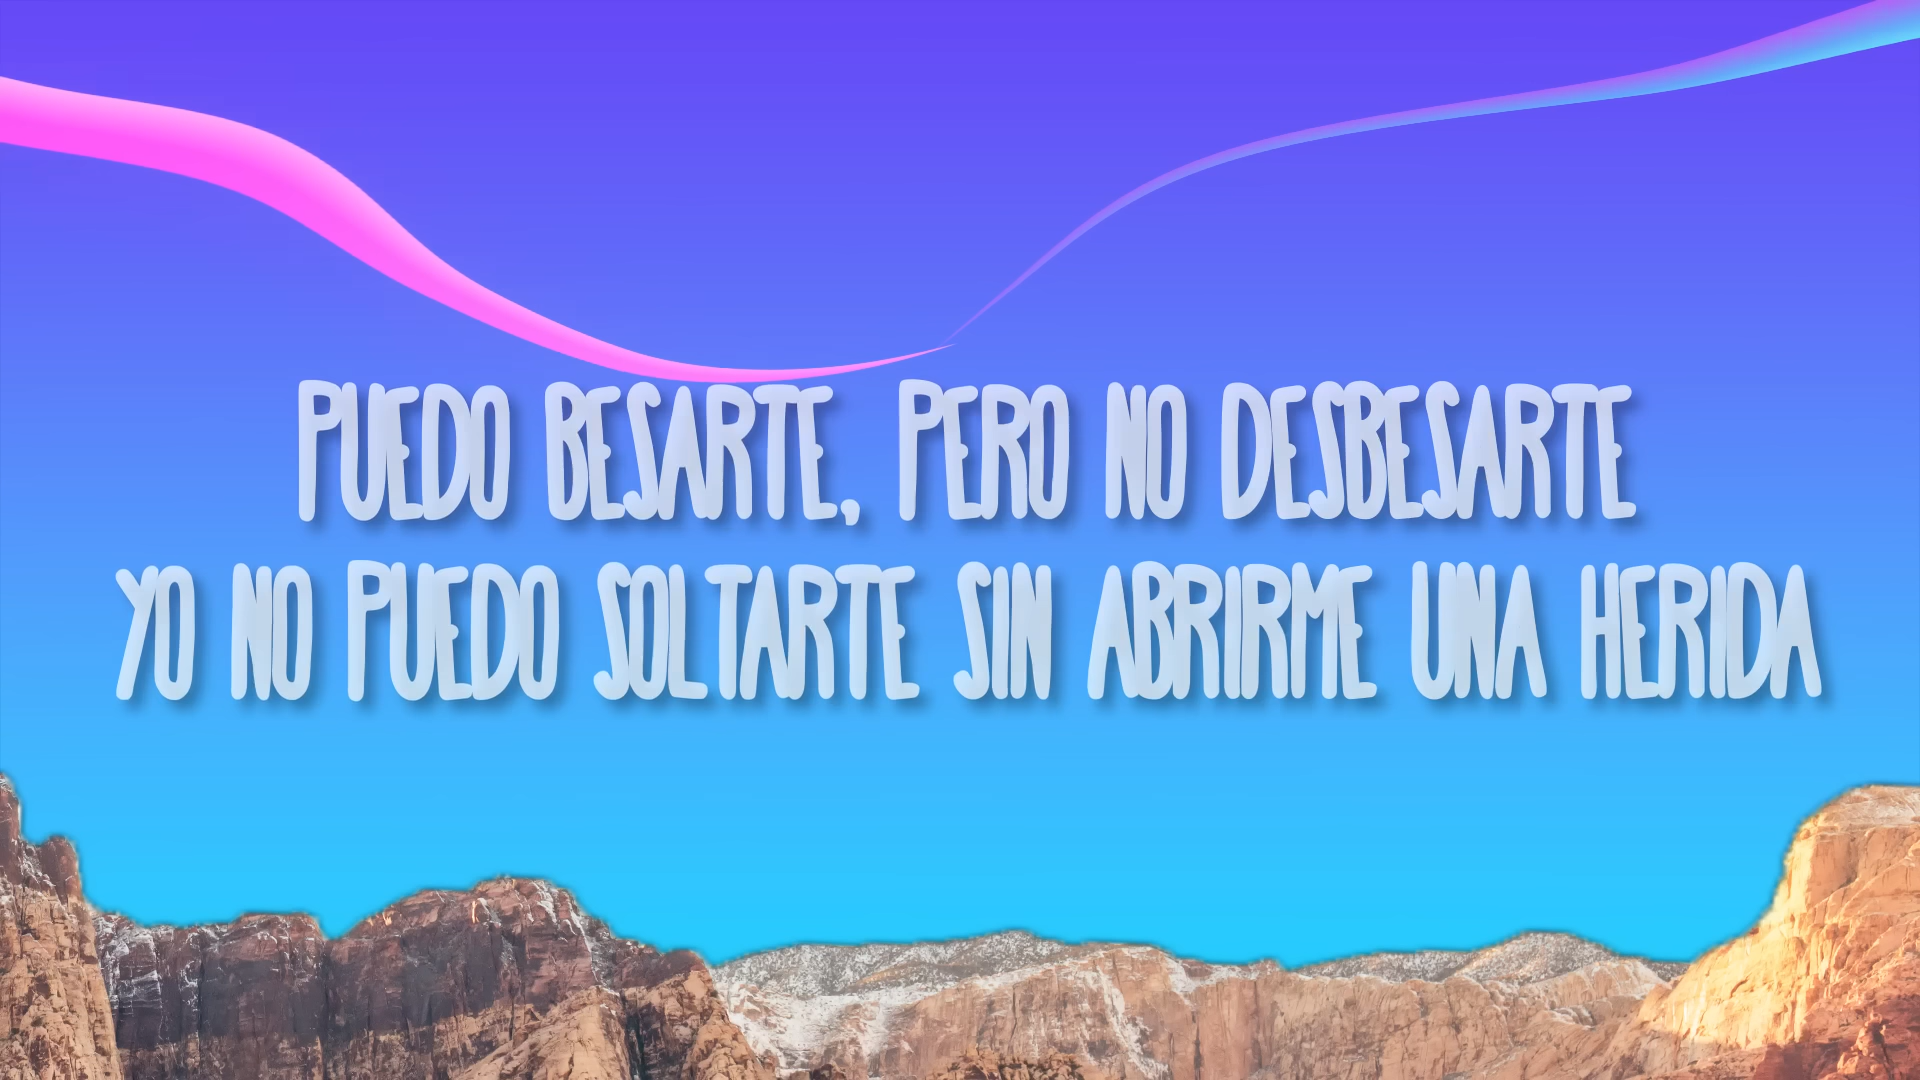 PUEDO BESARTE, PERO NO DESBESARTE
YO NO PUEDO SOLTARTE SIN ABRIRME UNA HERIDA